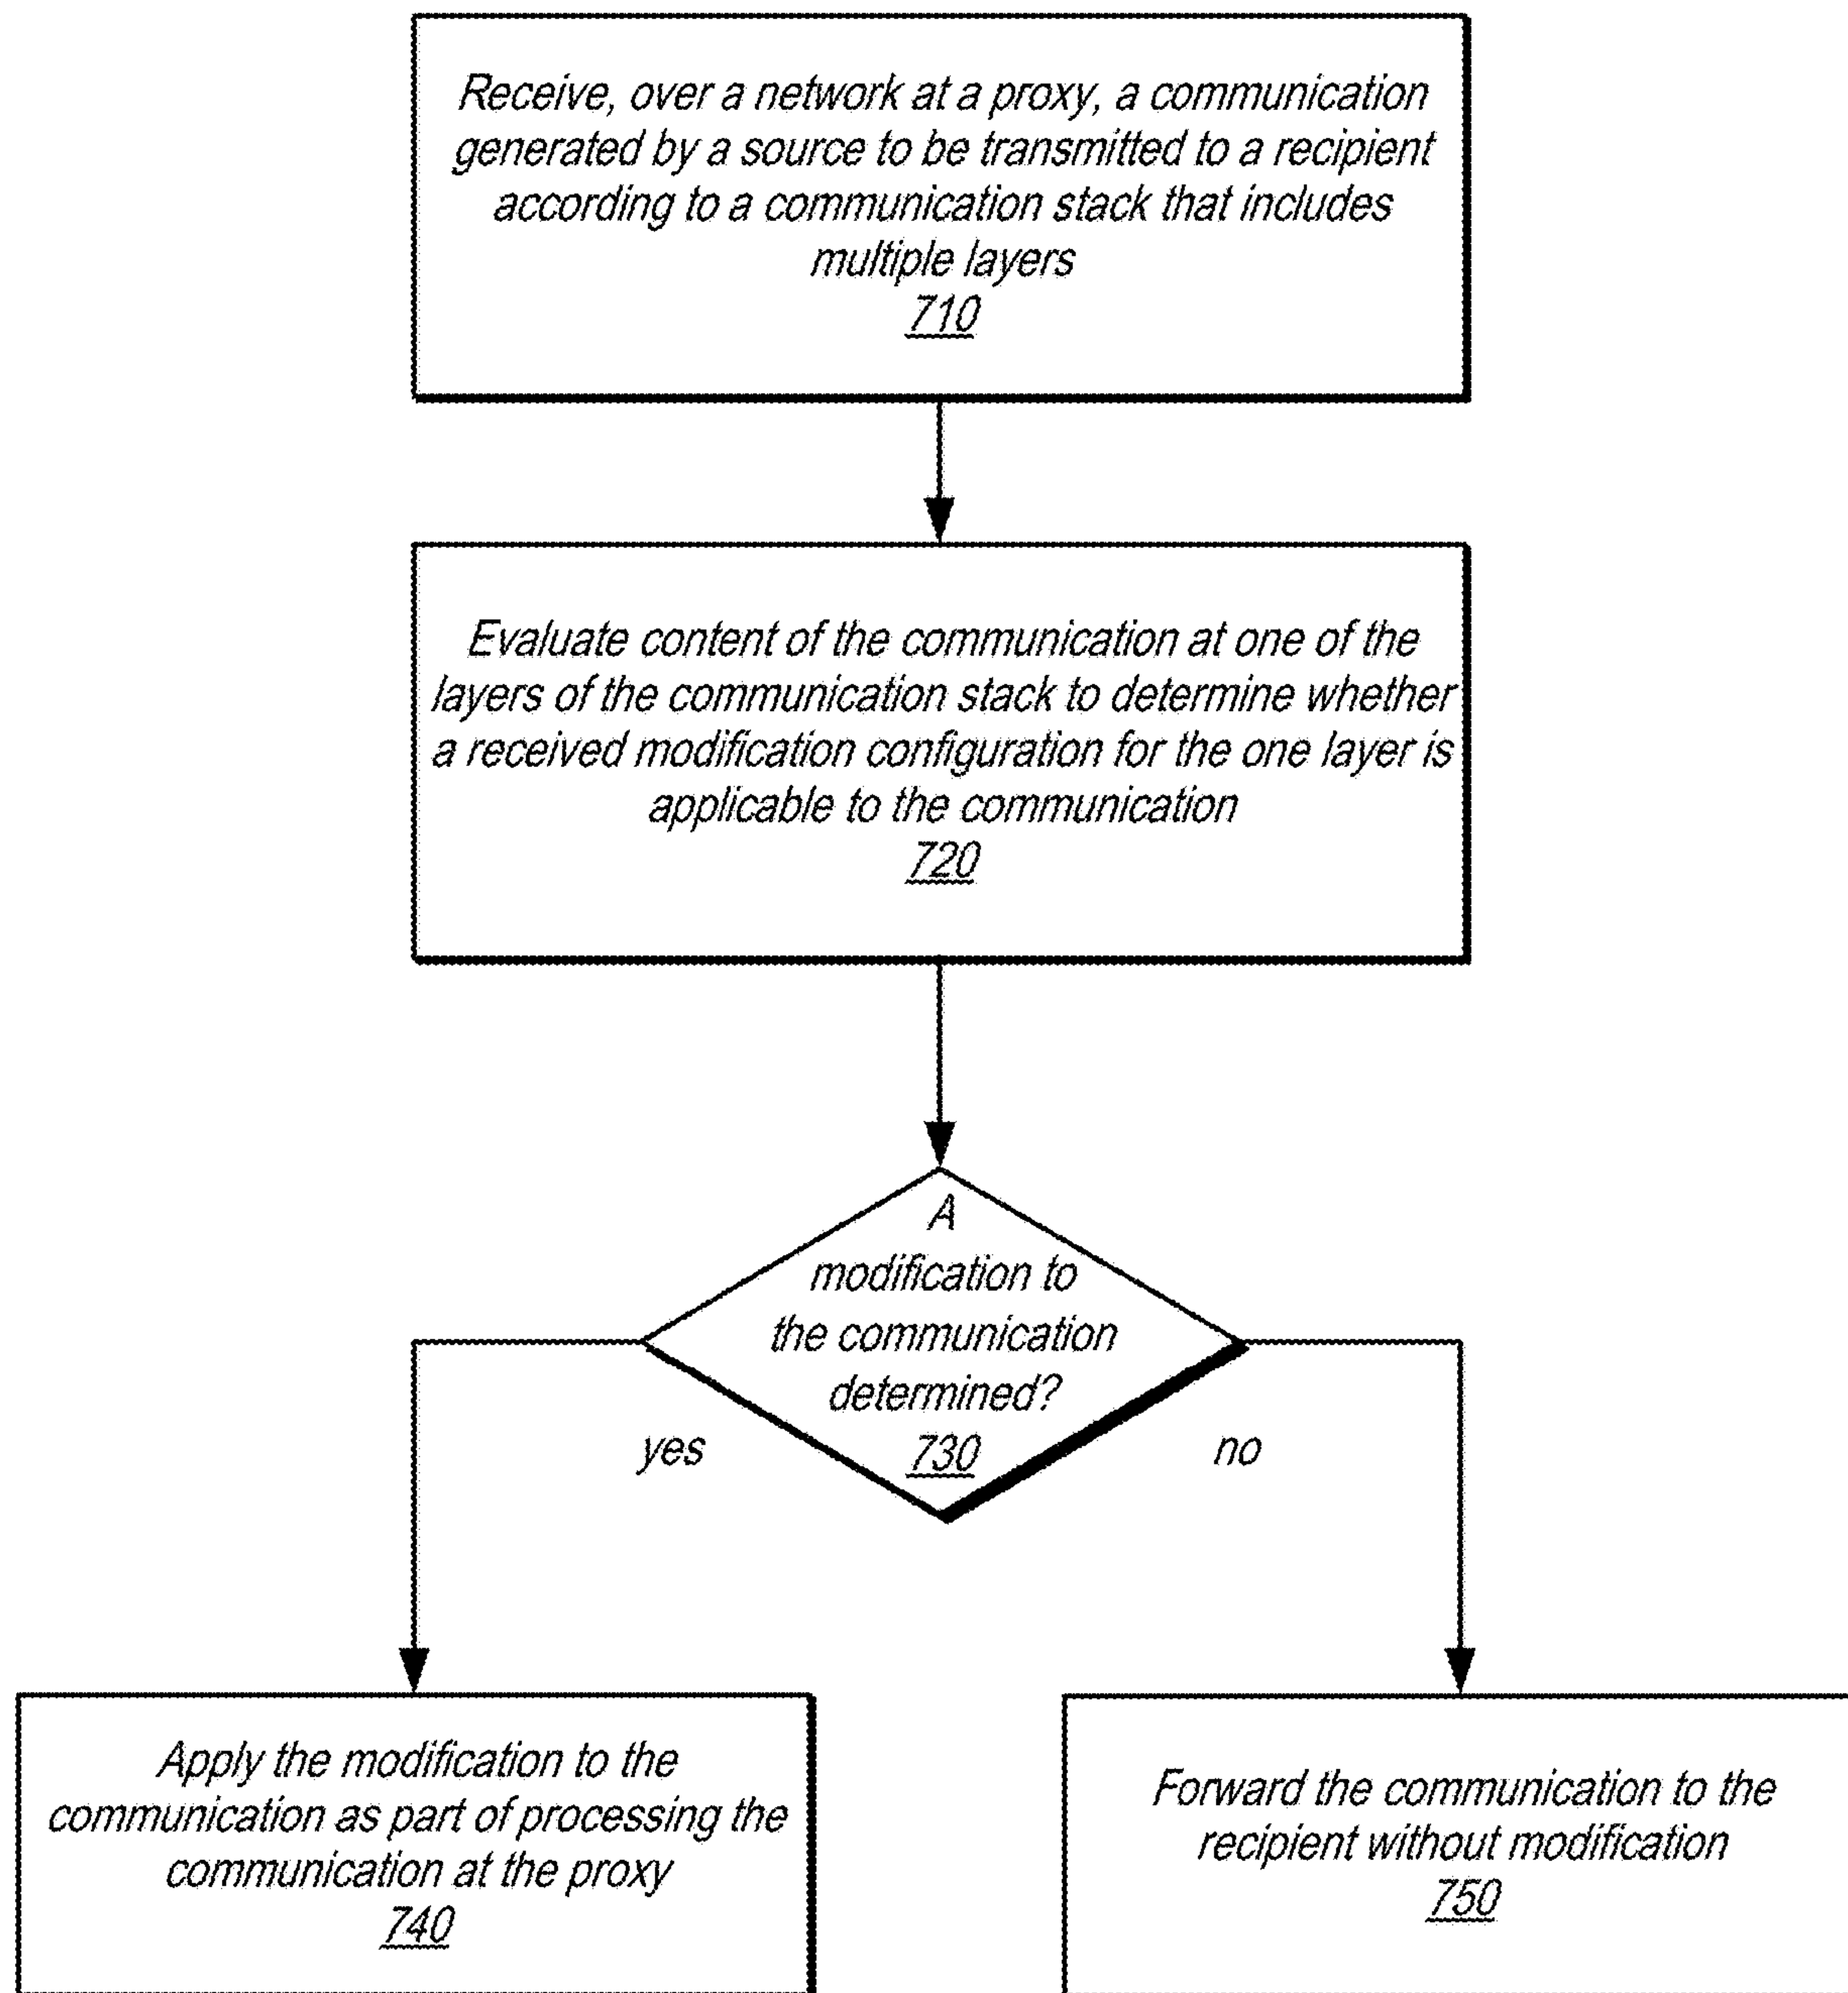 Receive, over a network at a proxy, a communication
generated by a source to be transmitted to a recipient
according to a communication stack that includes
multiple layers
710
Evaluate content of the communication at one of the
layers of the communication stack to determine whether
a received modification configuration for the one layer is
applicable to the communication
720
A
modification to
the communication
determined?
730
yes
no
Apply the modification to the
communication as part of processing the
communication at the proxy
740
Forward the communication to the
recipient without modification
750